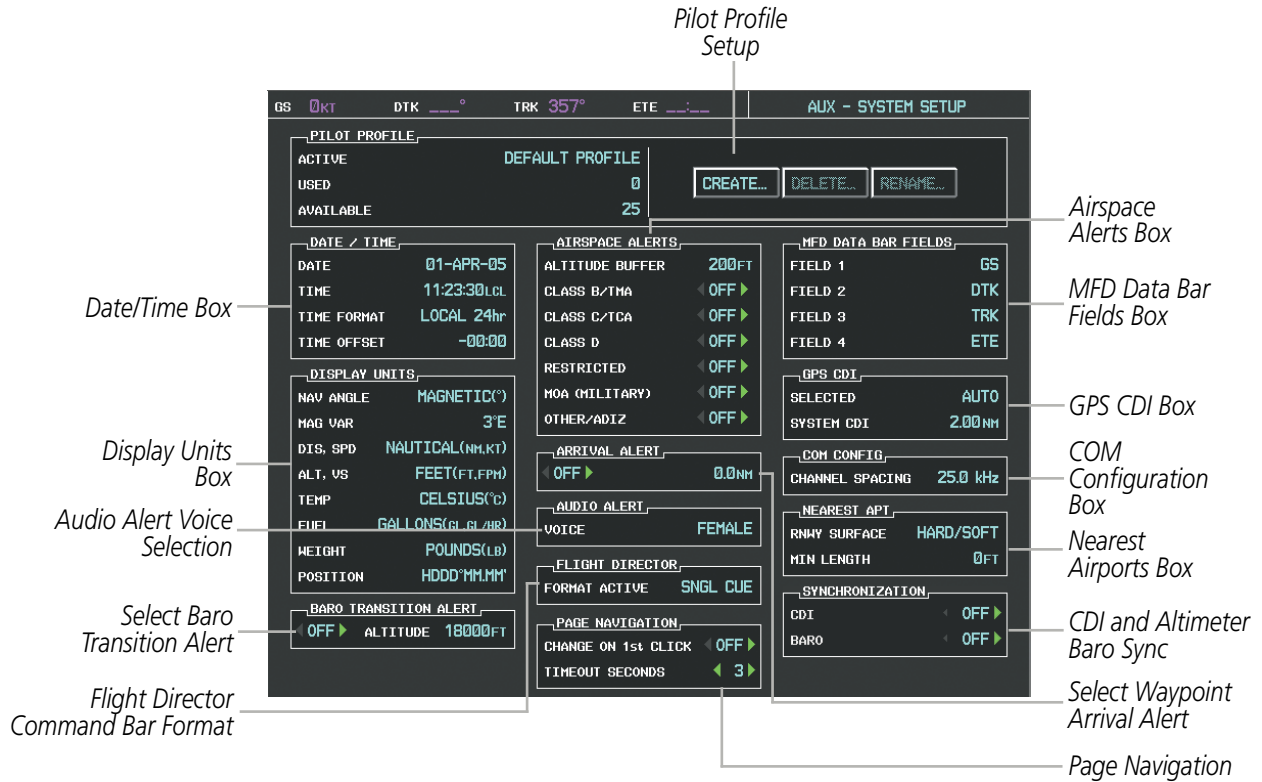 Pilot Profile
Setup
GS 0KT DTK ___° TRK 357° ETE __:__ AUX - SYSTEM SETUP
PILOT PROFILE
ACTIVE DEFAULT PROFILE
USED 0
AVAILABLE 25
CREATE… DELETE… RENAME…
Airspace
Alerts Box
DATE / TIME
DATE 01-APR-05
TIME 11:23:30LCL
TIME FORMAT LOCAL 24hr
TIME OFFSET -00:00
Date/Time Box
DISPLAY UNITS
NAV ANGLE MAGNETIC(°)
MAG VAR 3°E
DIS, SPD NAUTICAL(NM,KT)
ALT, VS FEET(FT,FPM)
TEMP CELSIUS(°C)
FUEL GALLONS(GL,GL/HR)
WEIGHT POUNDS(LB)
POSITION HDDD°MM.MM'
Display Units
Box
Audio Alert Voice
Selection
BARO TRANSITION ALERT
OFF ALTITUDE 18000FT
Select Baro
Transition Alert
Flight Director
Command Bar Format
AIRSPACE ALERTS
ALTITUDE BUFFER 200FT
CLASS B/TMA OFF
CLASS C/TCA OFF
CLASS D OFF
RESTRICTED OFF
MOA (MILITARY) OFF
OTHER/ADIZ OFF
ARRIVAL ALERT
OFF 0.0NM
AUDIO ALERT
VOICE FEMALE
FLIGHT DIRECTOR
FORMAT ACTIVE SNGL CUE
PAGE NAVIGATION
CHANGE ON 1st CLICK OFF
TIMEOUT SECONDS 3
MFD DATA BAR FIELDS
FIELD 1 GS
FIELD 2 DTK
FIELD 3 TRK
FIELD 4 ETE
MFD Data Bar
Fields Box
GPS CDI
SELECTED AUTO
SYSTEM CDI 2.00NM
GPS CDI Box
COM CONFIG
CHANNEL SPACING 25.0 kHz
COM
Configuration
Box
NEAREST APT
RNWY SURFACE HARD/SOFT
MIN LENGTH 0FT
Nearest
Airports Box
SYNCHRONIZATION
CDI OFF
BARO OFF
CDI and Altimeter
Baro Sync
Select Waypoint
Arrival Alert
Page Navigation